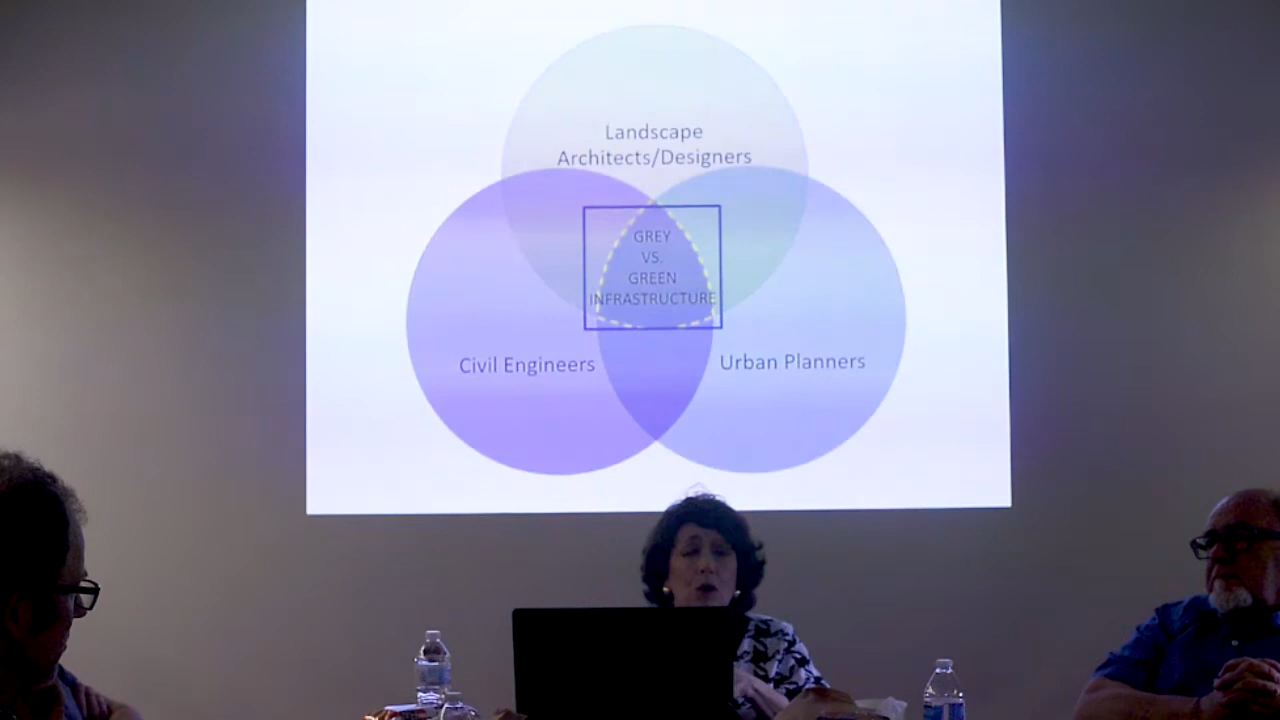 Landscape
Architects/Designers
GREY
VS.
GREEN
INFRASTRUCTURE
Civil Engineers
Urban Planners